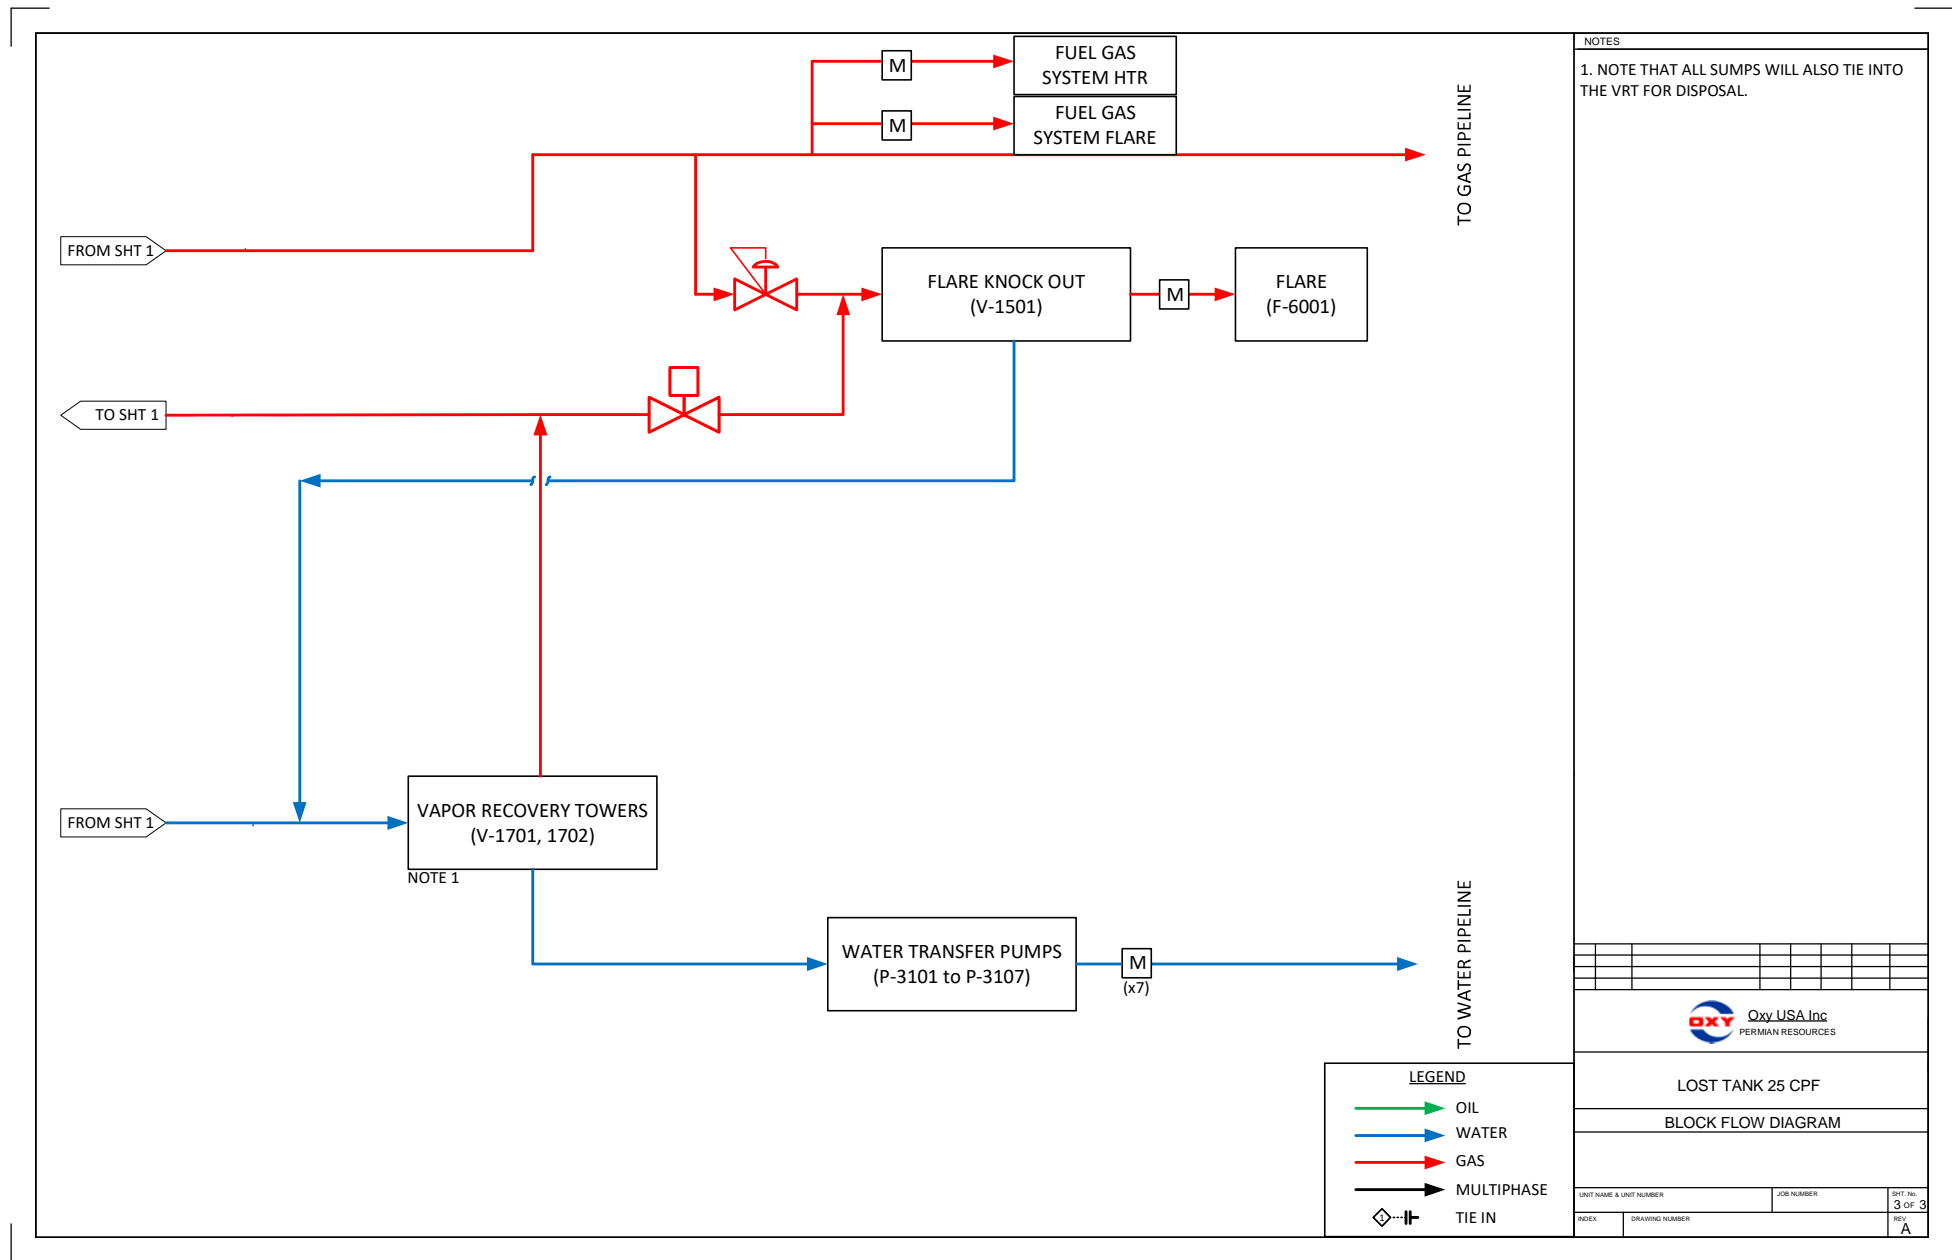 FUEL GAS
SYSTEM HTR
M
FUEL GAS
SYSTEM FLARE
M
TO GAS PIPELINE
FROM SHT 1
FLARE KNOCK OUT
(V-1501)
M
FLARE
(F-6001)
TO SHT 1
FROM SHT 1
VAPOR RECOVERY TOWERS
(V-1701, 1702)
NOTE 1
WATER TRANSFER PUMPS
(P-3101 to P-3107)
M
(x7)
TO WATER PIPELINE
LEGEND
OIL
WATER
GAS
MULTIPHASE
1
TIE IN
NOTES
1. NOTE THAT ALL SUMPS WILL ALSO TIE INTO
THE VRT FOR DISPOSAL.
OXY
Oxy USA Inc
PERMIAN RESOURCES
LOST TANK 25 CPF
BLOCK FLOW DIAGRAM
UNIT NAME & UNIT NUMBER
JOB NUMBER
SHT. No.
3 OF 3
INDEX
DRAWING NUMBER
REV
A